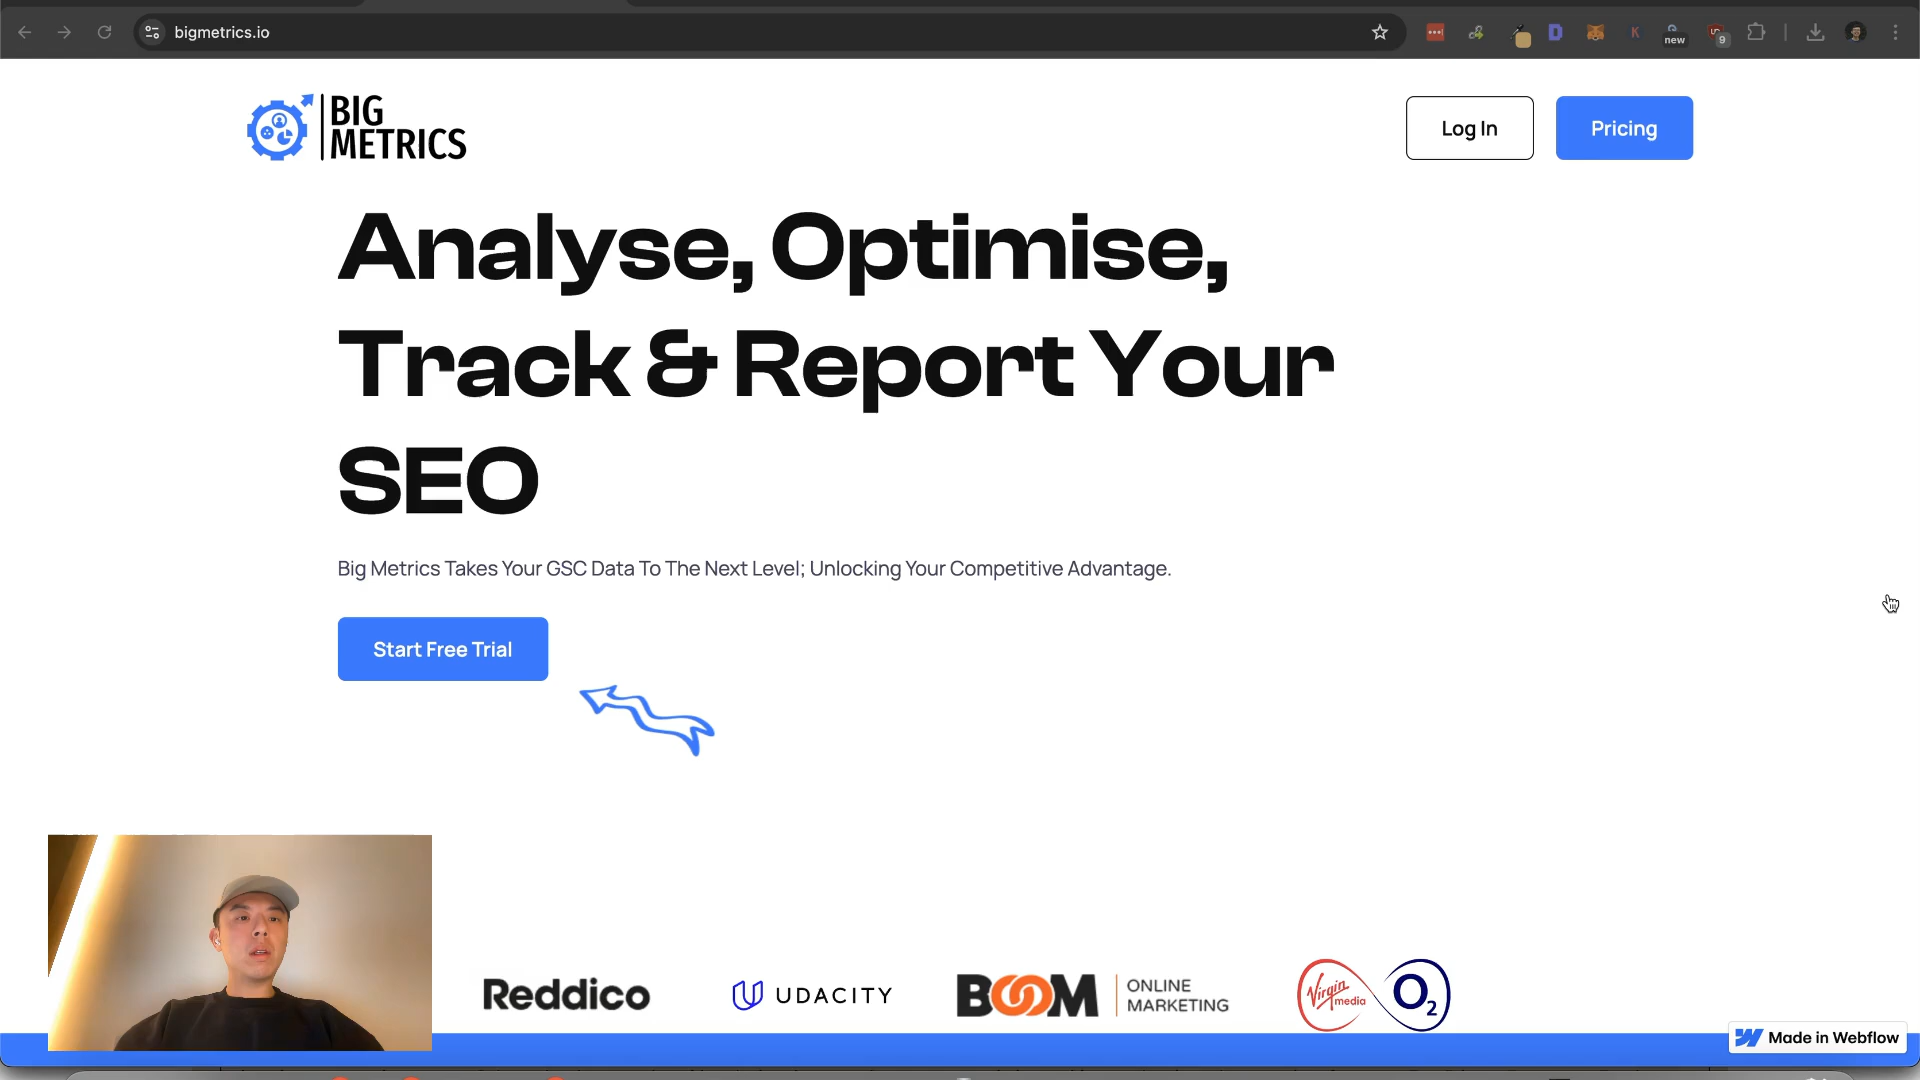 bigmetrics.io
new
9
BIG
METRICS
Log In
Pricing
Analyse, Optimise,
Track & Report Your
SEO
Big Metrics Takes Your GSC Data To The Next Level; Unlocking Your Competitive Advantage.
Start Free Trial
Reddico
UDACITY
BOOM
ONLINE
MARKETING
Virgin
media
O2
Made in Webflow